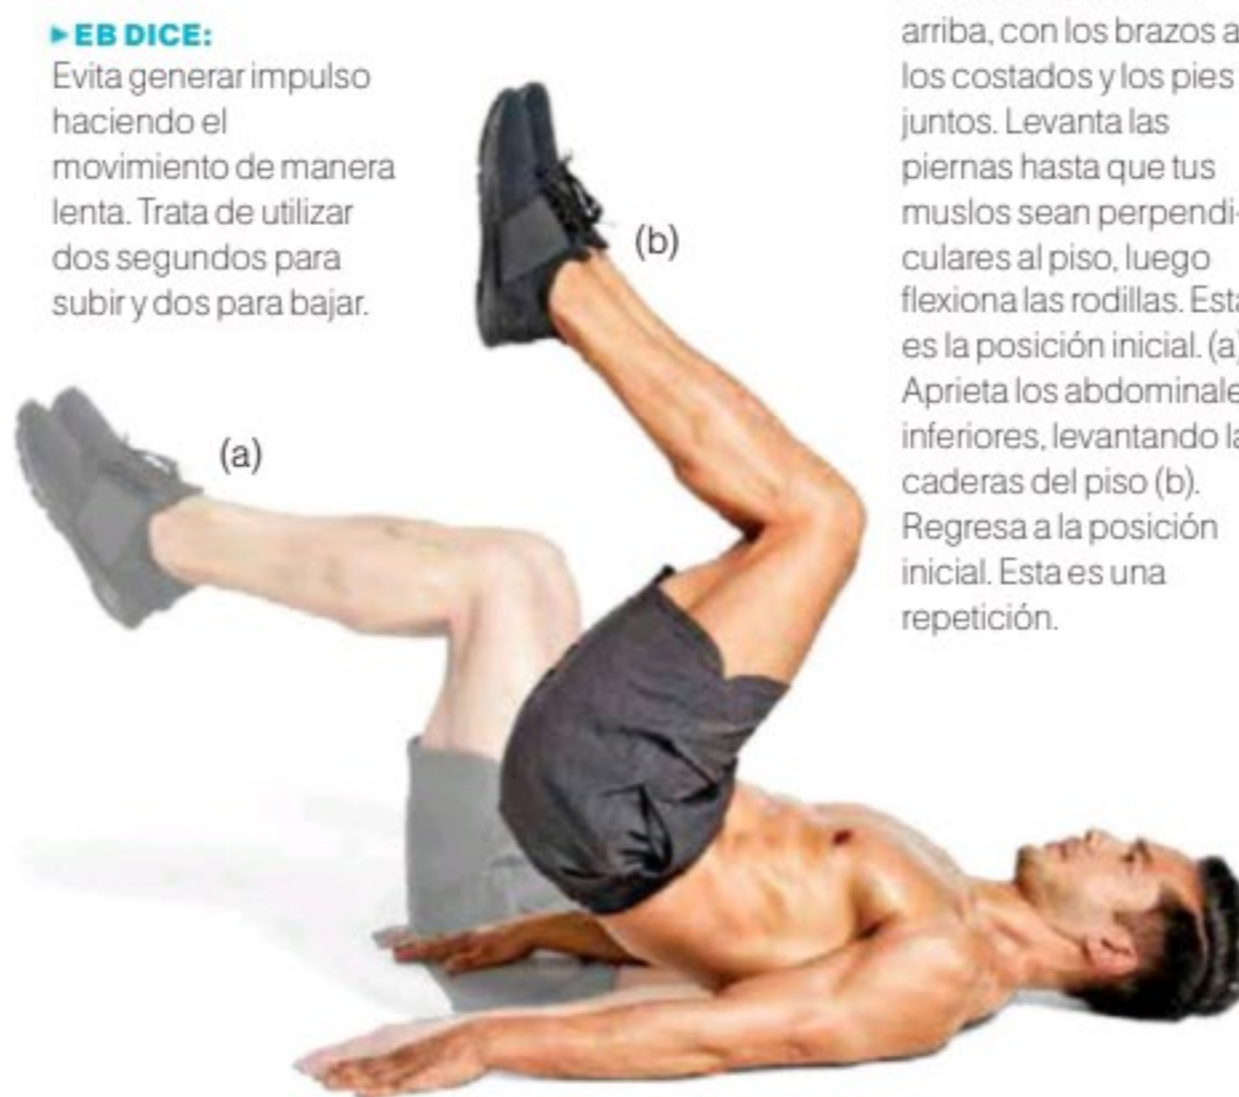 ▸EB DICE:
Evita generar impulso
haciendo el
movimiento de manera
lenta. Trata de utilizar
dos segundos para
subir y dos para bajar.
(a)
(b)
arriba, con los brazos a
los costados y los pies
juntos. Levanta las
piernas hasta que tus
muslos sean perpendi-
culares al piso, luego
flexiona las rodillas. Esta
es la posición inicial. (a)
Aprieta los abdominale
inferiores, levantando la
caderas del piso (b).
Regresa a la posición
inicial. Esta es una
repetición.